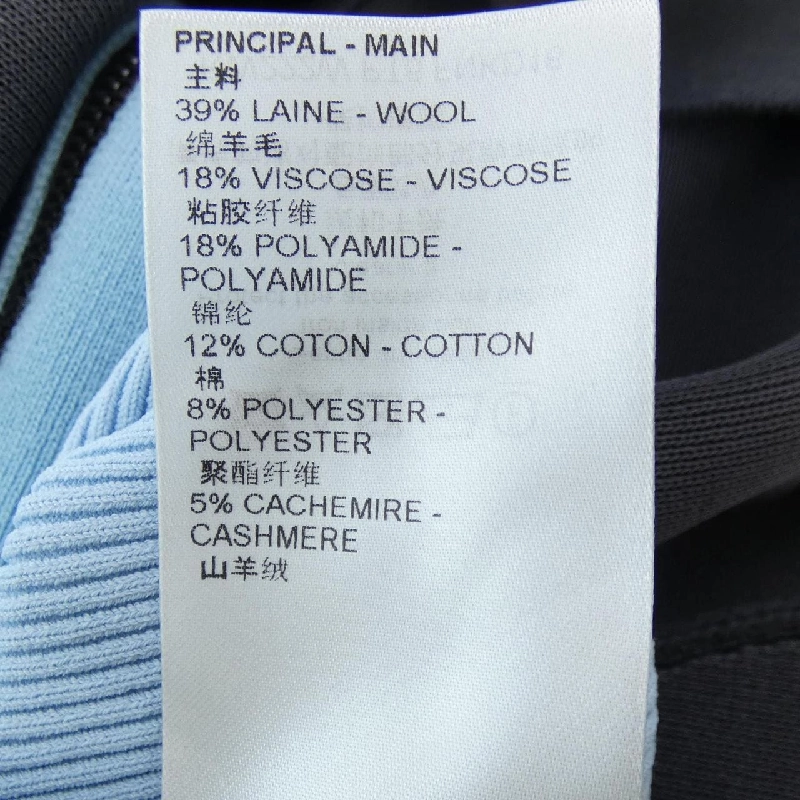 PRINCIPAL - MAIN
主料
39% LAINE - WOOL
绵羊毛
18% VISCOSE - VISCOSE
粘胶纤维
18% POLYAMIDE -
POLYAMIDE
锦纶
12% COTON - COTTON
棉
8% POLYESTER -
POLYESTER
聚酯纤维
5% CACHEMIRE -
CASHMERE
山羊绒